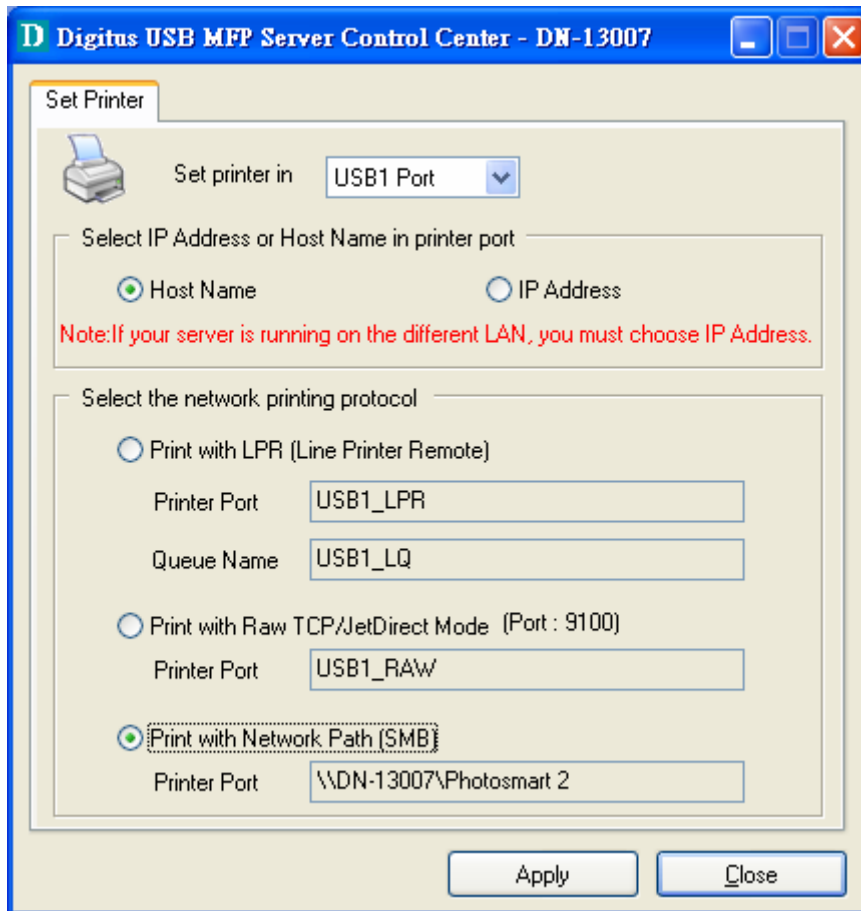 D Digitus USB MFP Server Control Center - DN-13007
Set Printer
Set printer in USB1 Port
Select IP Address or Host Name in printer port
Host Name IP Address
Note:If your server is running on the different LAN, you must choose IP Address.
Select the network printing protocol
Print with LPR (Line Printer Remote)
Printer Port USB1_LPR
Queue Name USB1_LQ
Print with Raw TCP/JetDirect Mode (Port : 9100)
Printer Port USB1_RAW
Print with Network Path (SMB)
Printer Port \\DN-13007\Photosmart 2
Apply Close